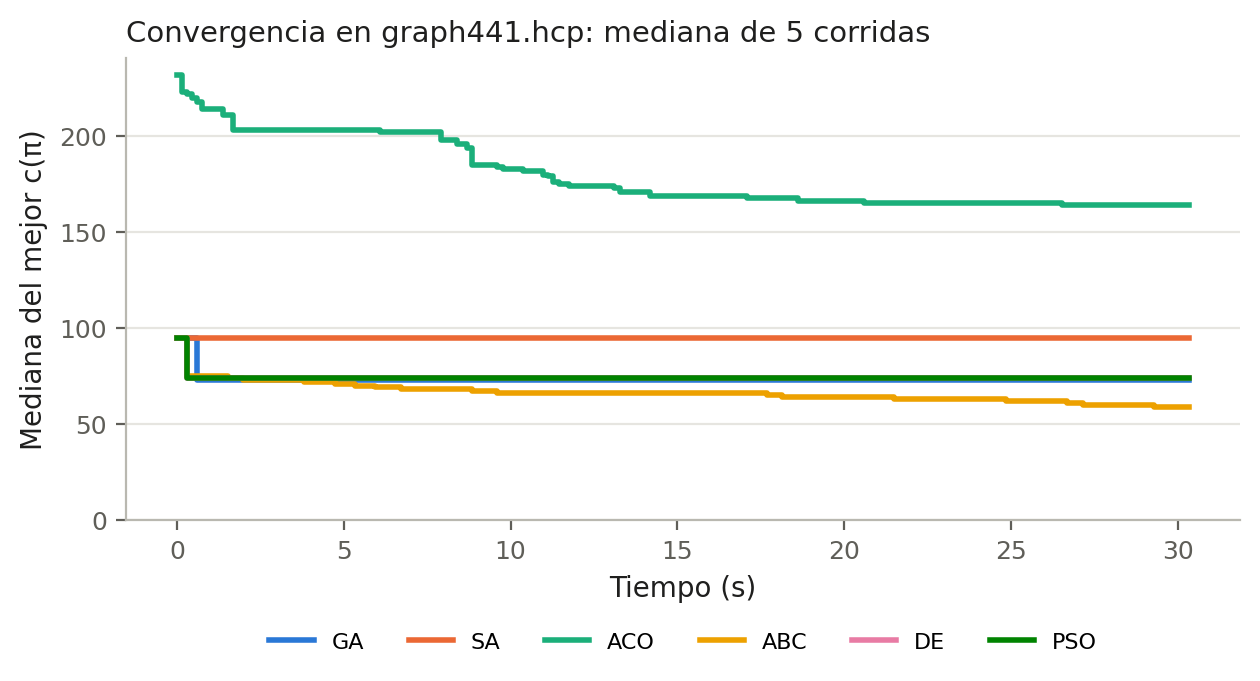 Convergencia en graph441.hcp: mediana de 5 corridas
Mediana del mejor c(π)
200
150
100
50
0
0 5 10 15 20 25 30
Tiempo (s)
GA SA ACO ABC DE PSO